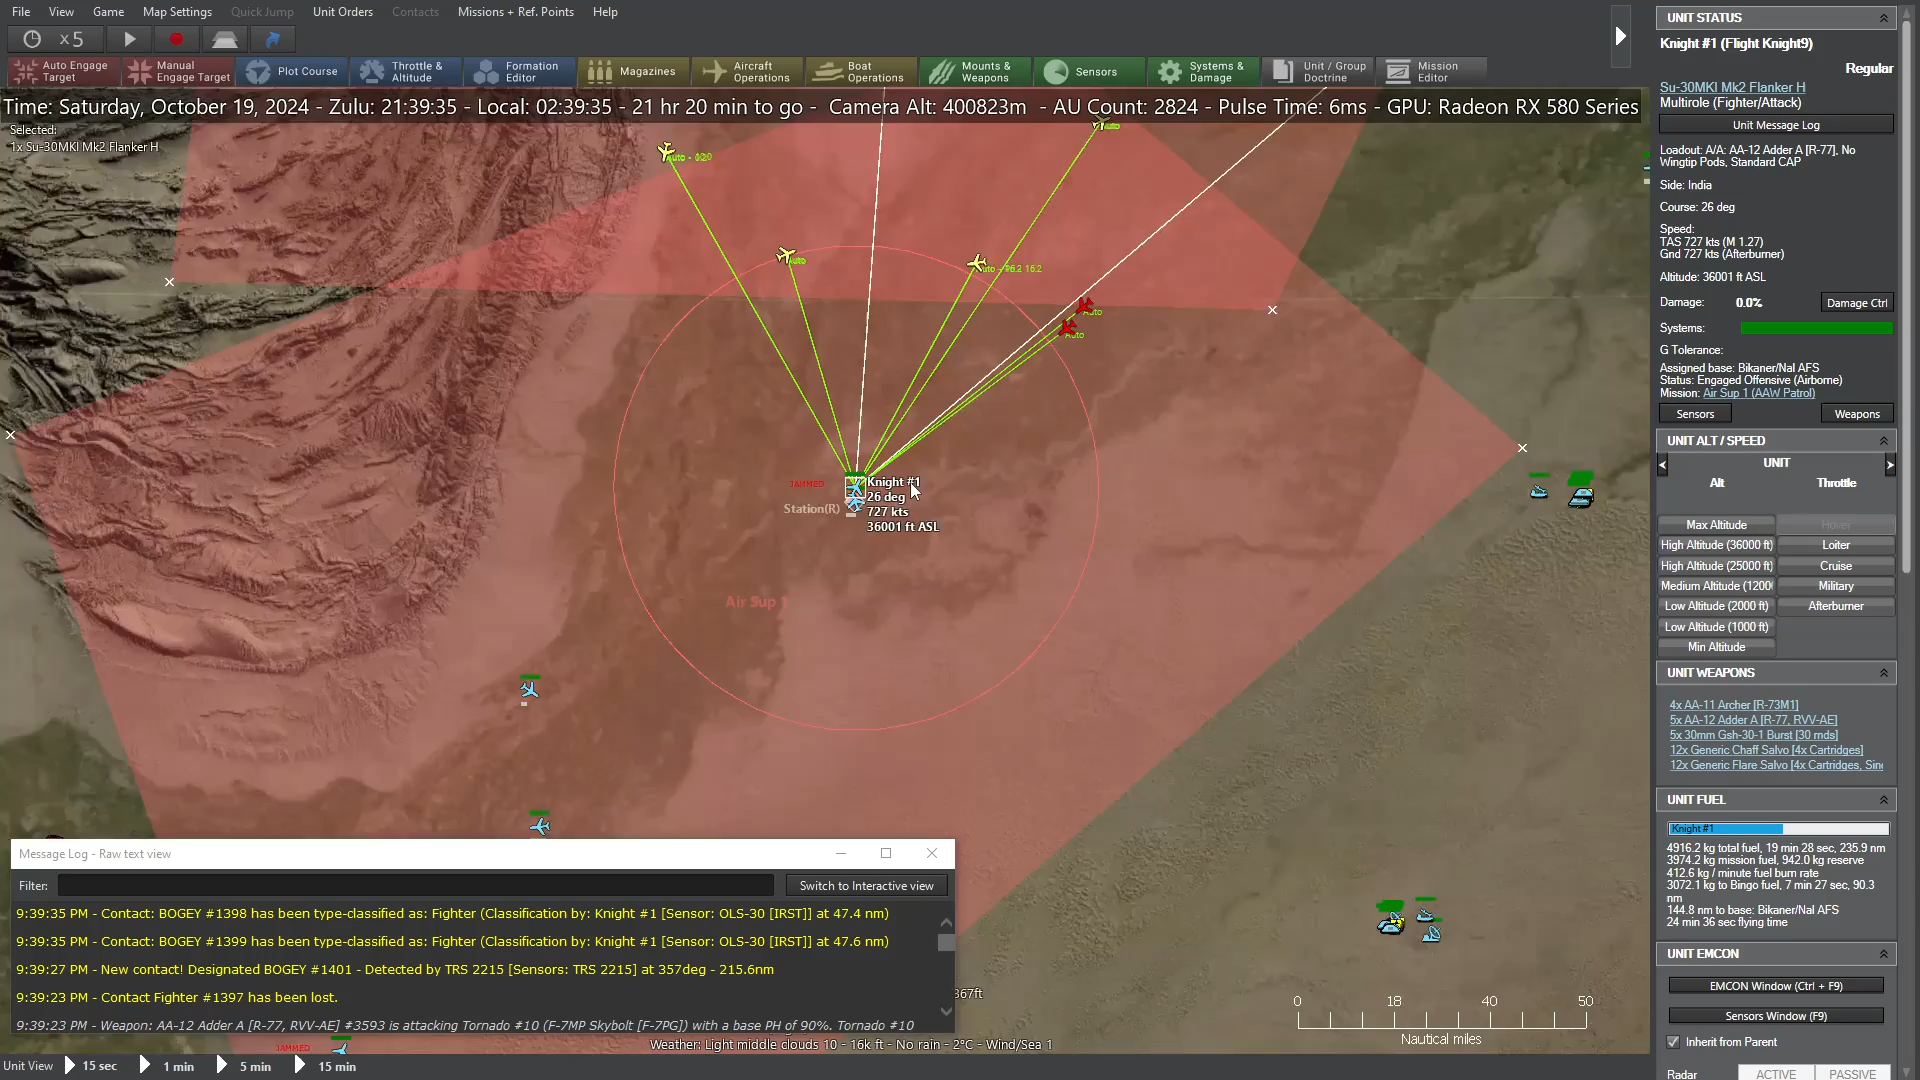 File View Game Map Settings Quick Jump Unit Orders Contacts Missions + Ref. Points Help
x5
Auto Engage Target
Manual Engage Target
Plot Course
Throttle & Altitude
Formation Editor
Magazines
Aircraft Operations
Boat Operations
Mounts & Weapons
Sensors
Systems & Damage
Unit / Group Doctrine
Mission Editor
Time: Saturday, October 19, 2024 - Zulu: 21:39:35 - Local: 02:39:35 - 21 hr 20 min to go - Camera Alt: 400823m - AU Count: 2824 - Pulse Time: 6ms - GPU: Radeon RX 580 Series
Selected:
1x Su-30MKI Mk2 Flanker H
Auto
Auto
Auto
Auto
JAMMED
Station(R)
Knight #1
26 deg
727 kts
36001 ft ASL
Air Sup 1
Message Log - Raw text view
Filter:
Switch to Interactive view
9:39:35 PM - Contact: BOGEY #1398 has been type-classified as: Fighter (Classification by: Knight #1 [Sensor: OLS-30 [IRST]] at 47.4 nm)
9:39:35 PM - Contact: BOGEY #1399 has been type-classified as: Fighter (Classification by: Knight #1 [Sensor: OLS-30 [IRST]] at 47.6 nm)
9:39:27 PM - New contact! Designated BOGEY #1401 - Detected by TRS 2215 [Sensors: TRS 2215] at 357deg - 215.6nm
9:39:23 PM - Contact Fighter #1397 has been lost.
9:39:23 PM - Weapon: AA-12 Adder A [R-77, RVV-AE] #3593 is attacking Tornado #10 (F-7MP Skybolt [F-7PG]) with a base PH of 90%. Tornado #10
367ft
0 18 40 50
Nautical miles
JAMMED
Weather: Light middle clouds 10 - 16k ft - No rain - 2°C - Wind/Sea 1
Unit View 15 sec 1 min 5 min 15 min
UNIT STATUS
Knight #1 (Flight Knight9)
Regular
Su-30MKI Mk2 Flanker H
Multirole (Fighter/Attack)
Unit Message Log
Loadout: A/A: AA-12 Adder A [R-77], No
Wingtip Pods, Standard CAP
Side: India
Course: 26 deg
Speed:
TAS 727 kts (M 1.27)
Gnd 727 kts (Afterburner)
Altitude: 36001 ft ASL
Damage: 0.0% Damage Ctrl
Systems:
G Tolerance:
Assigned base: Bikaner/Nal AFS
Status: Engaged Offensive (Airborne)
Mission: Air Sup 1 (AAW Patrol)
Sensors Weapons
UNIT ALT / SPEED
UNIT
Alt Throttle
Max Altitude Hover
High Altitude (36000 ft) Loiter
High Altitude (25000 ft) Cruise
Medium Altitude (1200 Military
Low Altitude (2000 ft) Afterburner
Low Altitude (1000 ft)
Min Altitude
UNIT WEAPONS
4x AA-11 Archer [R-73M1]
5x AA-12 Adder A [R-77, RVV-AE]
5x 30mm Gsh-30-1 Burst [30 rnds]
12x Generic Chaff Salvo [4x Cartridges]
12x Generic Flare Salvo [4x Cartridges, Sin
UNIT FUEL
Knight #1
4916.2 kg total fuel, 19 min 28 sec, 235.9 nm
3974.2 kg mission fuel, 942.0 kg reserve
412.6 kg / minute fuel burn rate
3072.1 kg to Bingo fuel, 7 min 27 sec, 90.3
nm
144.8 nm to base: Bikaner/Nal AFS
24 min 36 sec flying time
UNIT EMCON
EMCON Window (Ctrl + F9)
Sensors Window (F9)
Inherit from Parent
Radar ACTIVE PASSIVE